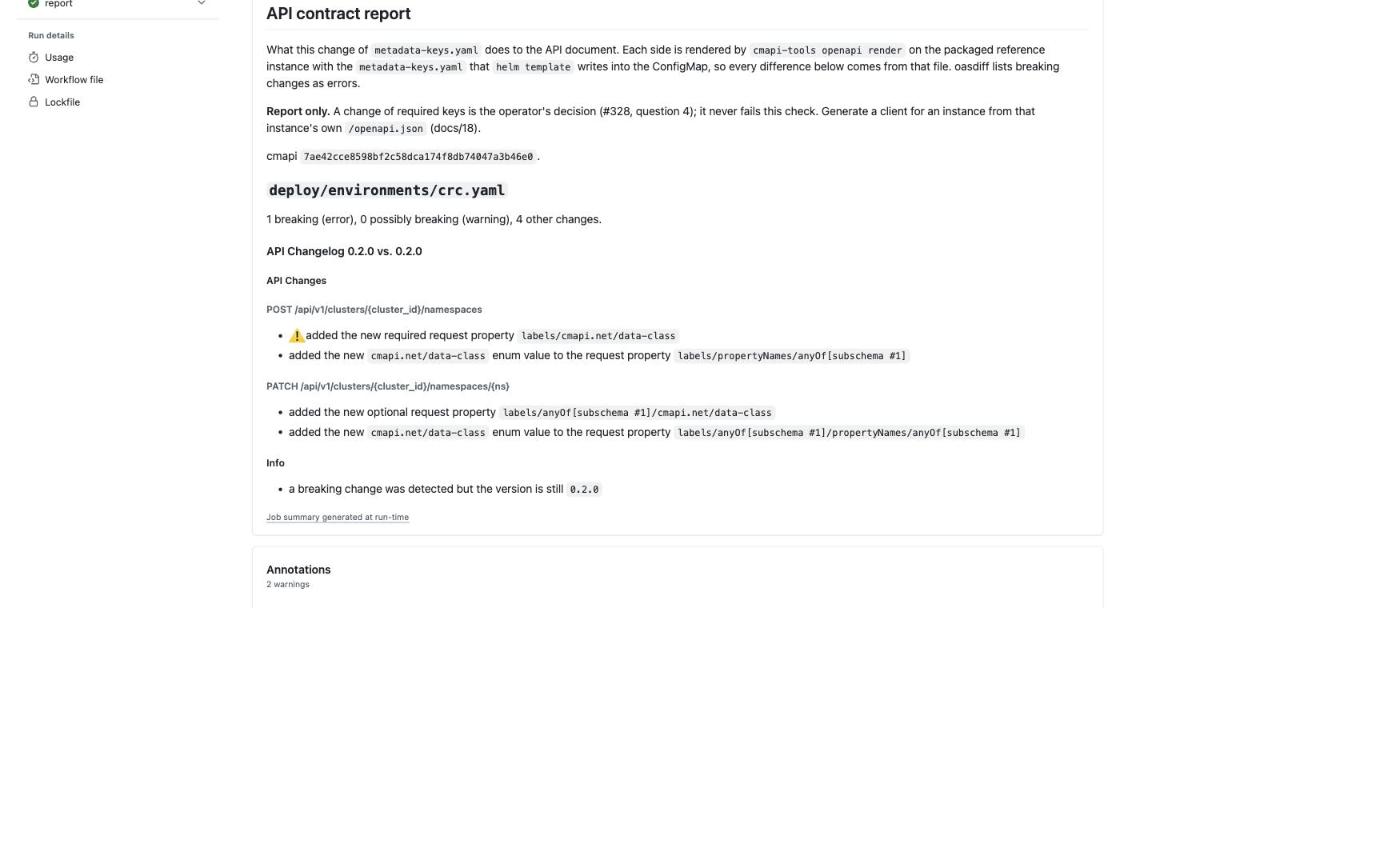 report
Run details
Usage
Workflow file
Lockfile
API contract report
What this change of metadata-keys.yaml does to the API document. Each side is rendered by cmapi-tools openapi render on the packaged reference
instance with the metadata-keys.yaml that helm template writes into the ConfigMap, so every difference below comes from that file. oasdiff lists breaking
changes as errors.
Report only. A change of required keys is the operator's decision (#328, question 4); it never fails this check. Generate a client for an instance from that
instance's own /openapi.json (docs/18).
cmapi 7ae42cce8598bf2c58dca174f8db74047a3b46e0.
deploy/environments/crc.yaml
1 breaking (error), 0 possibly breaking (warning), 4 other changes.
API Changelog 0.2.0 vs. 0.2.0
API Changes
POST /api/v1/clusters/{cluster_id}/namespaces
• ⚠️added the new required request property labels/cmapi.net/data-class
• added the new cmapi.net/data-class enum value to the request property labels/propertyNames/anyOf[subschema #1]
PATCH /api/v1/clusters/{cluster_id}/namespaces/{ns}
• added the new optional request property labels/anyOf[subschema #1]/cmapi.net/data-class
• added the new cmapi.net/data-class enum value to the request property labels/anyOf[subschema #1]/propertyNames/anyOf[subschema #1]
Info
• a breaking change was detected but the version is still 0.2.0
Job summary generated at run-time
Annotations
2 warnings